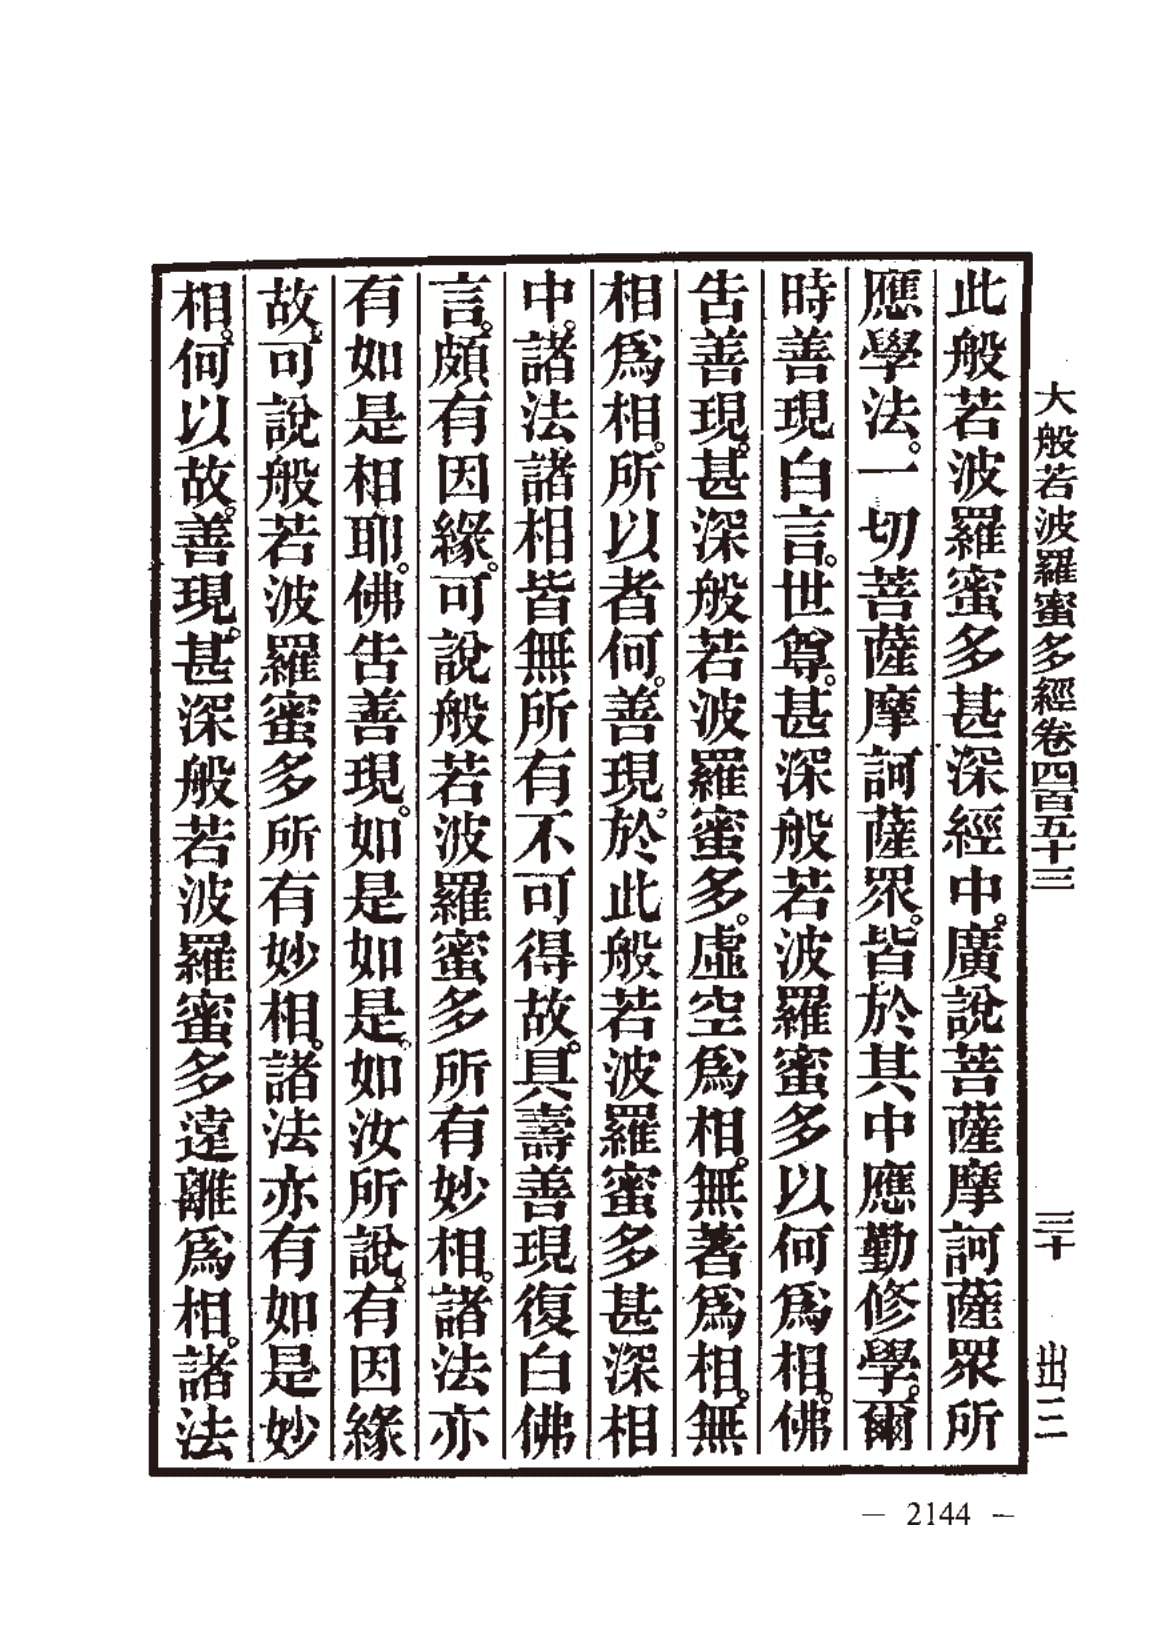 大般若波羅蜜多經卷四百五十三　三十　出三
此般若波羅蜜多甚深經中。廣說菩薩摩訶薩眾所
應學法。一切菩薩摩訶薩眾。皆於其中應勤修學。爾
時善現白言。世尊。甚深般若波羅蜜多以何爲相。佛
告善現。甚深般若波羅蜜多。虛空爲相。無著爲相。無
相爲相。所以者何。善現。於此般若波羅蜜多甚深相
中。諸法諸相皆無所有不可得故。具壽善現復白佛
言。頗有因緣。可說般若波羅蜜多所有妙相。諸法亦
有如是相耶。佛告善現。如是如是。如汝所說。有因緣
故。可說般若波羅蜜多所有妙相。諸法亦有如是妙
相。何以故。善現。甚深般若波羅蜜多遠離爲相。諸法
— 2144 —